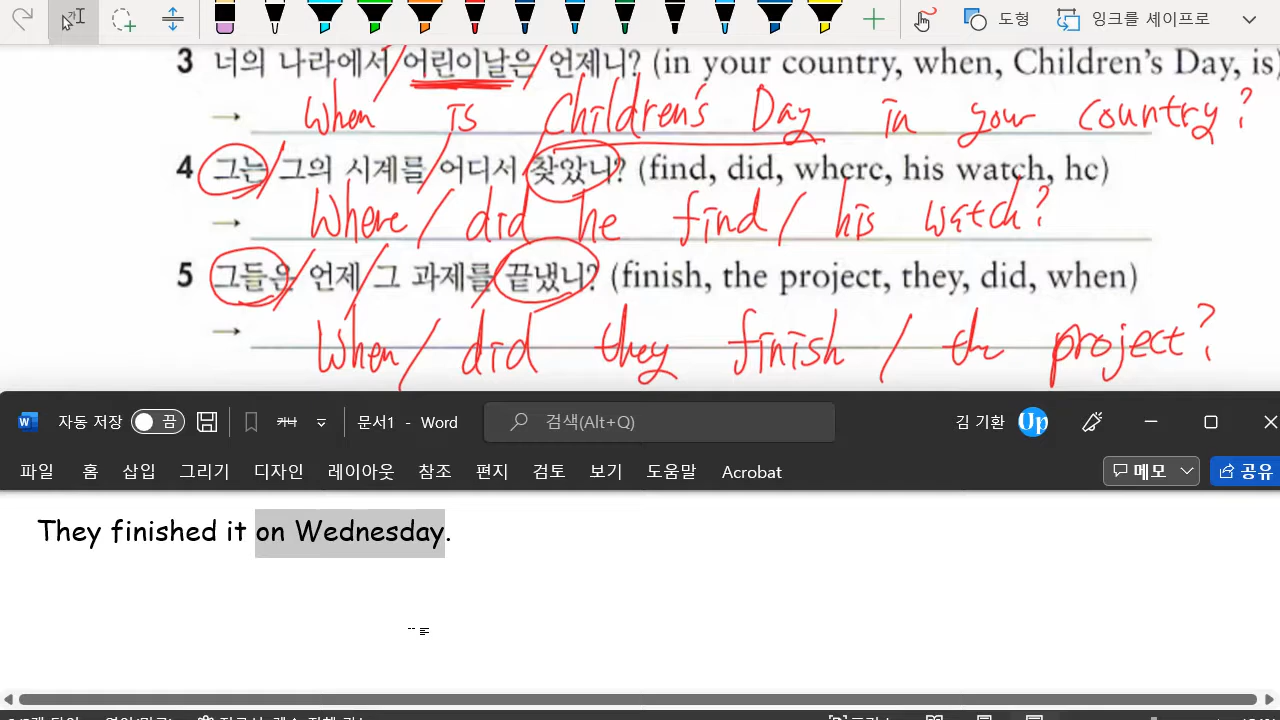 도형 잉크를 셰이프로
3 너의 나라에서 어린이날은 언제니? (in your country, when, Children's Day, is)
→ When is Children's Day in your country?
4 그는 그의 시계를 어디서 찾았니? (find, did, where, his watch, he)
→ Where / did he find / his watch?
5 그들은 언제 그 과제를 끝냈니? (finish, the project, they, did, when)
→ When / did they finish / the project?
자동 저장 끔 문서1 - Word 검색(Alt+Q) 김 기환 Up
파일 홈 삽입 그리기 디자인 레이아웃 참조 편지 검토 보기 도움말 Acrobat 메모 공유
They finished it on Wednesday.